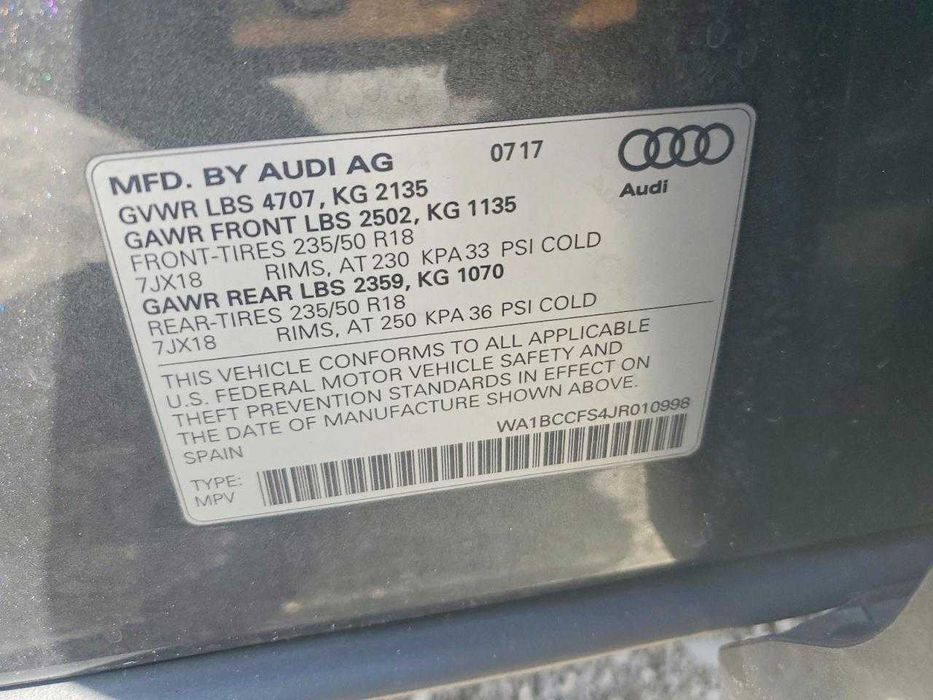 MFD. BY AUDI AG 0717
Audi
GVWR LBS 4707, KG 2135
GAWR FRONT LBS 2502, KG 1135
FRONT-TIRES 235/50 R18
7JX18 RIMS, AT 230 KPA 33 PSI COLD
GAWR REAR LBS 2359, KG 1070
REAR-TIRES 235/50 R18
7JX18 RIMS, AT 250 KPA 36 PSI COLD
THIS VEHICLE CONFORMS TO ALL APPLICABLE
U.S. FEDERAL MOTOR VEHICLE SAFETY AND
THEFT PREVENTION STANDARDS IN EFFECT ON
THE DATE OF MANUFACTURE SHOWN ABOVE.
SPAIN WA1BCCFS4JR010998
TYPE:
MPV